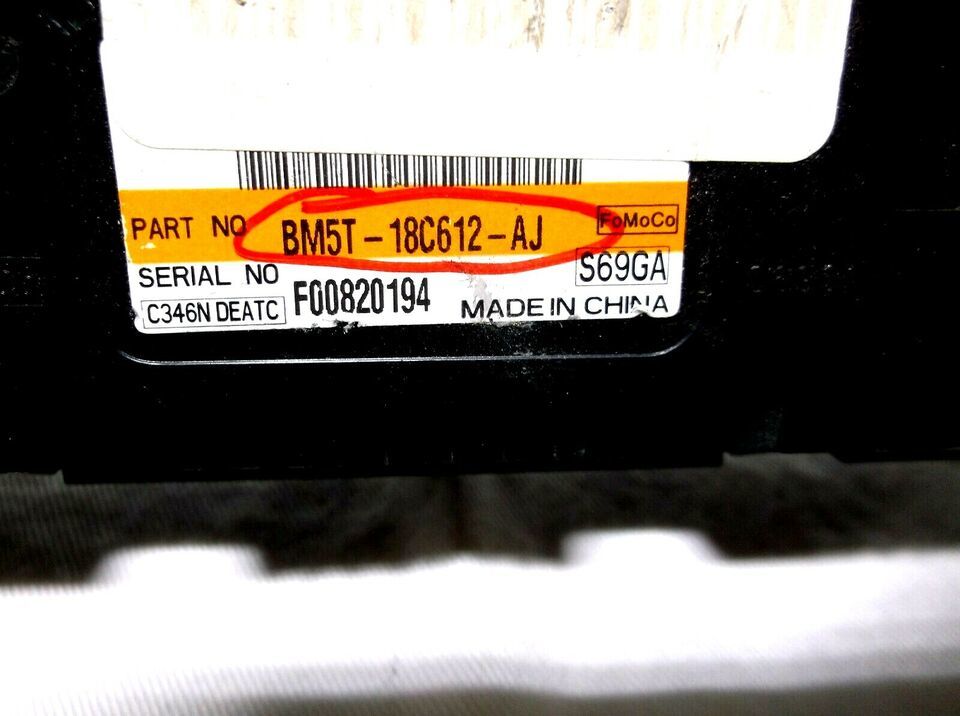 PART NO BM5T-18C612-AJ FoMoCo
SERIAL NO F00820194 S69GA
C346N DEATC MADE IN CHINA